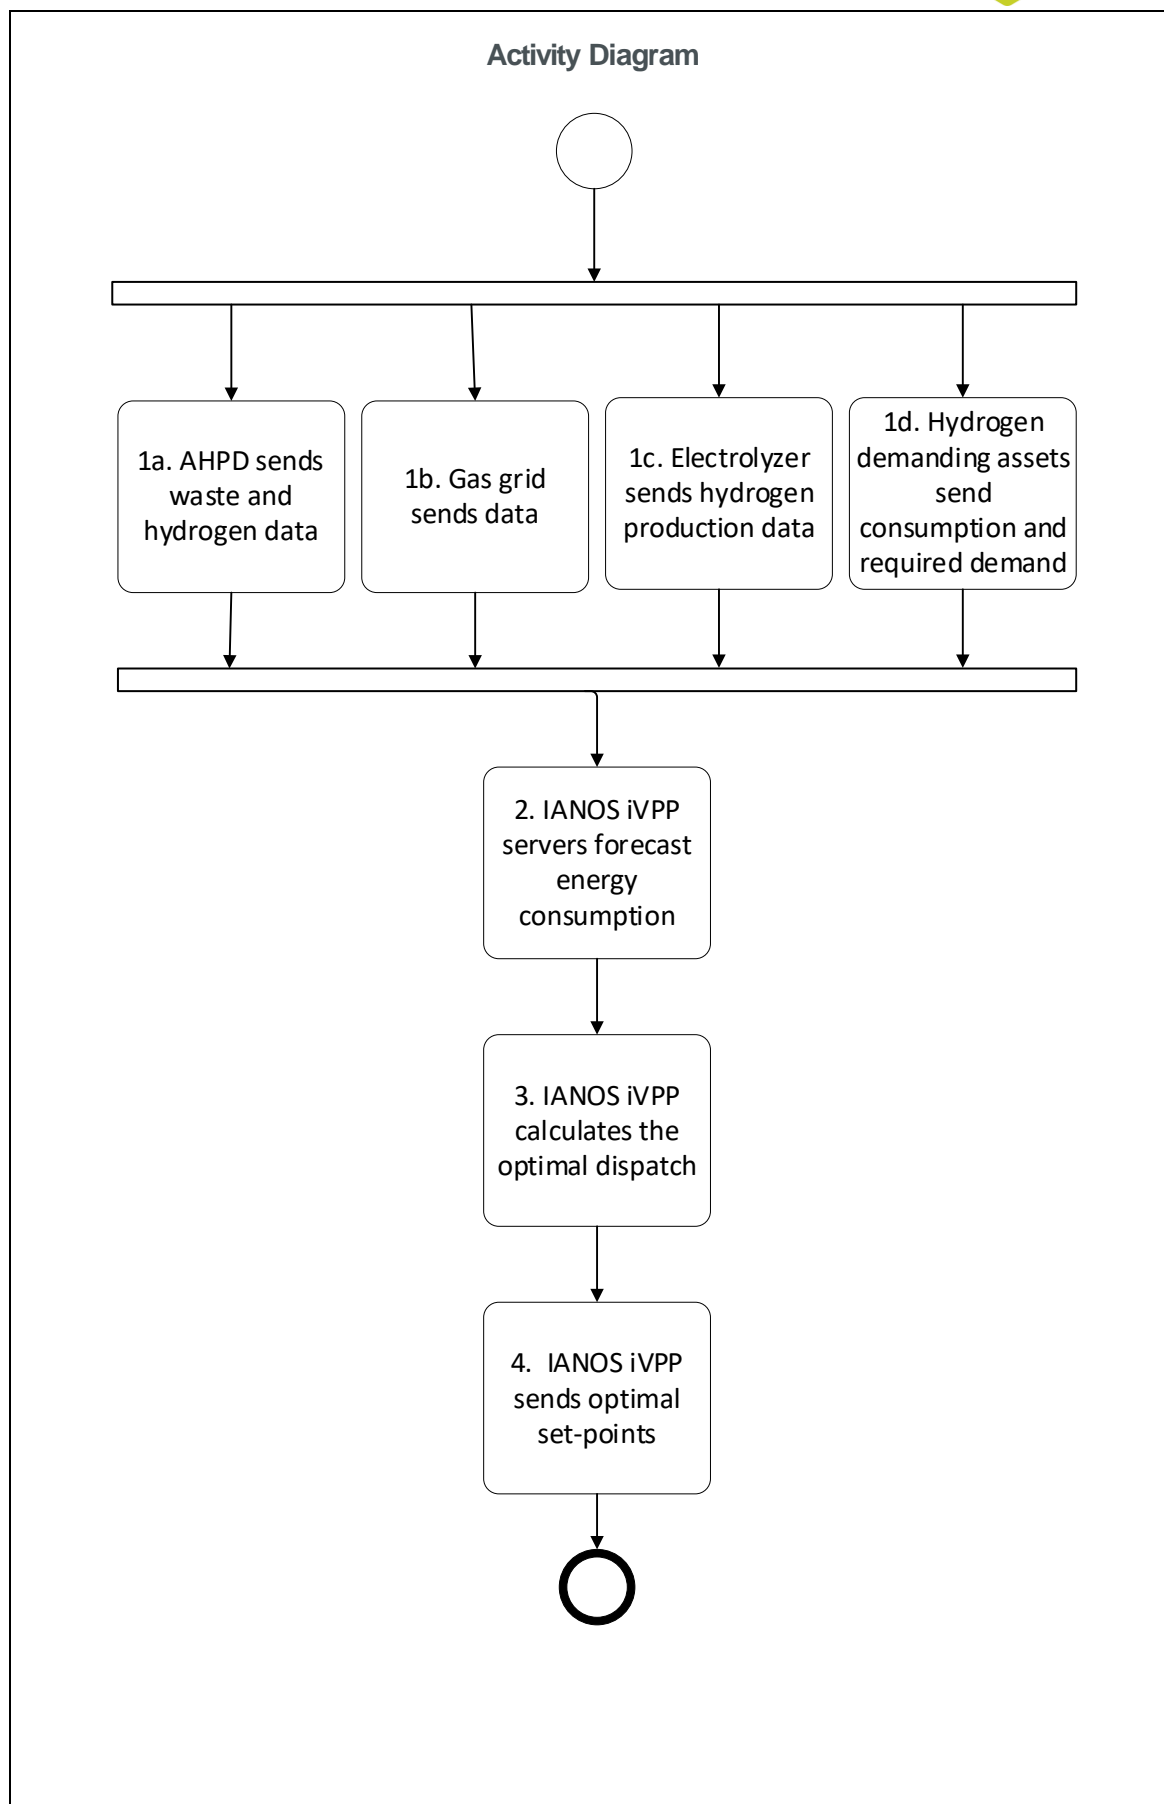 Activity Diagram
1a. AHPD sends
waste and
hydrogen data
1b. Gas grid
sends data
1c. Electrolyzer
sends hydrogen
production data
1d. Hydrogen
demanding assets
send
consumption and
required demand
2. IANOS iVPP
servers forecast
energy
consumption
3. IANOS iVPP
calculates the
optimal dispatch
4.  IANOS iVPP
sends optimal
set-points